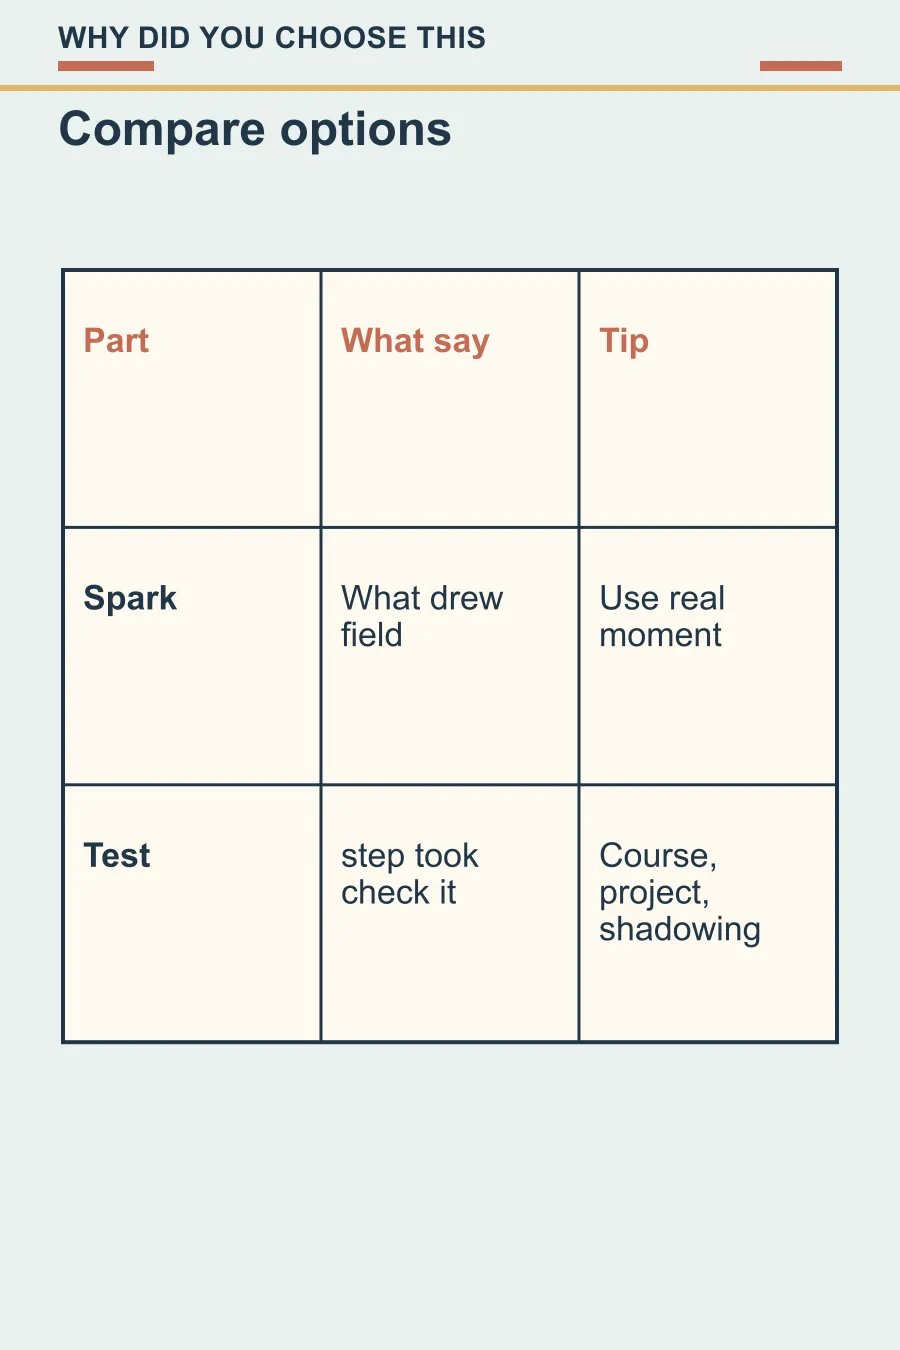 WHY DID YOU CHOOSE THIS
Compare options
Part
What say
Tip
Spark
What drew
field
Use real
moment
Test
step took
check it
Course,
project,
shadowing